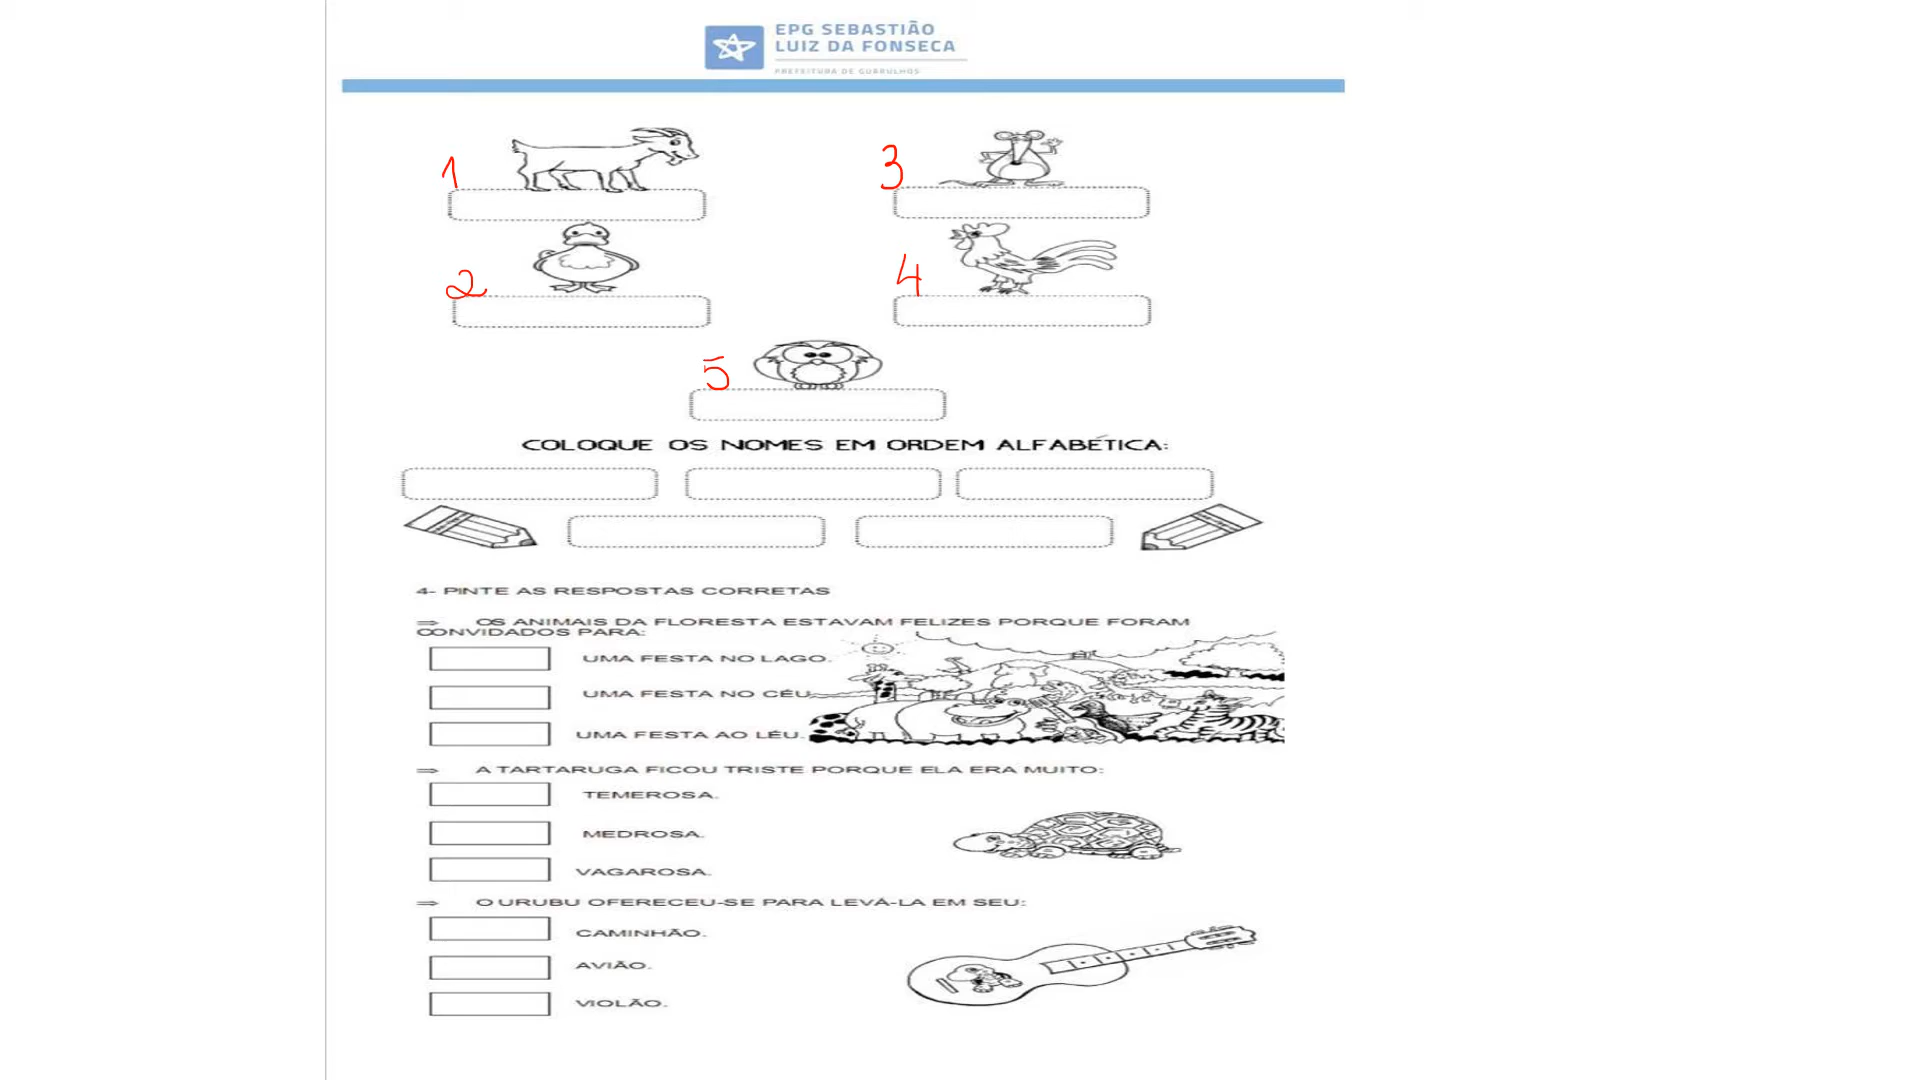 EPG SEBASTIÃO
LUIZ DA FONSECA
PREFEITURA DE GUARULHOS
1
3
2
4
5
COLOQUE OS NOMES EM ORDEM ALFABÉTICA:
4- PINTE AS RESPOSTAS CORRETAS
⇒ OS ANIMAIS DA FLORESTA ESTAVAM FELIZES PORQUE FORAM
CONVIDADOS PARA:
UMA FESTA NO LAGO.
UMA FESTA NO CÉU.
UMA FESTA AO LÉU.
⇒ A TARTARUGA FICOU TRISTE PORQUE ELA ERA MUITO:
TEMEROSA.
MEDROSA.
VAGAROSA.
⇒ O URUBU OFERECEU-SE PARA LEVÁ-LA EM SEU:
CAMINHÃO.
AVIÃO.
VIOLÃO.